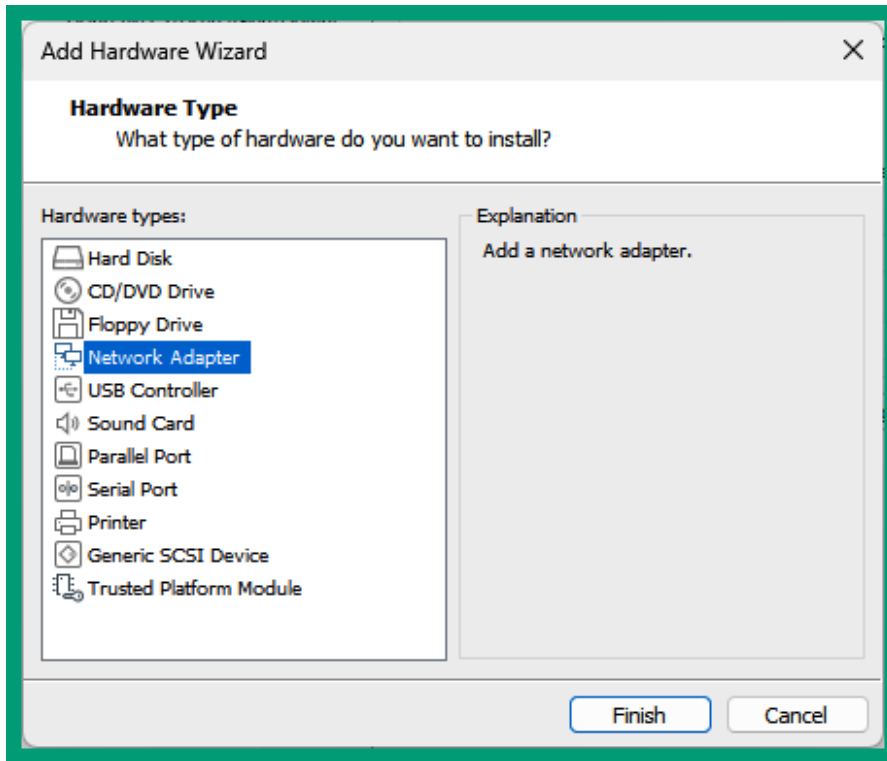 Add Hardware Wizard
Hardware Type
What type of hardware do you want to install?
Hardware types:
Hard Disk
CD/DVD Drive
Floppy Drive
Network Adapter
USB Controller
Sound Card
Parallel Port
Serial Port
Printer
Generic SCSI Device
Trusted Platform Module
Explanation
Add a network adapter.
Finish
Cancel